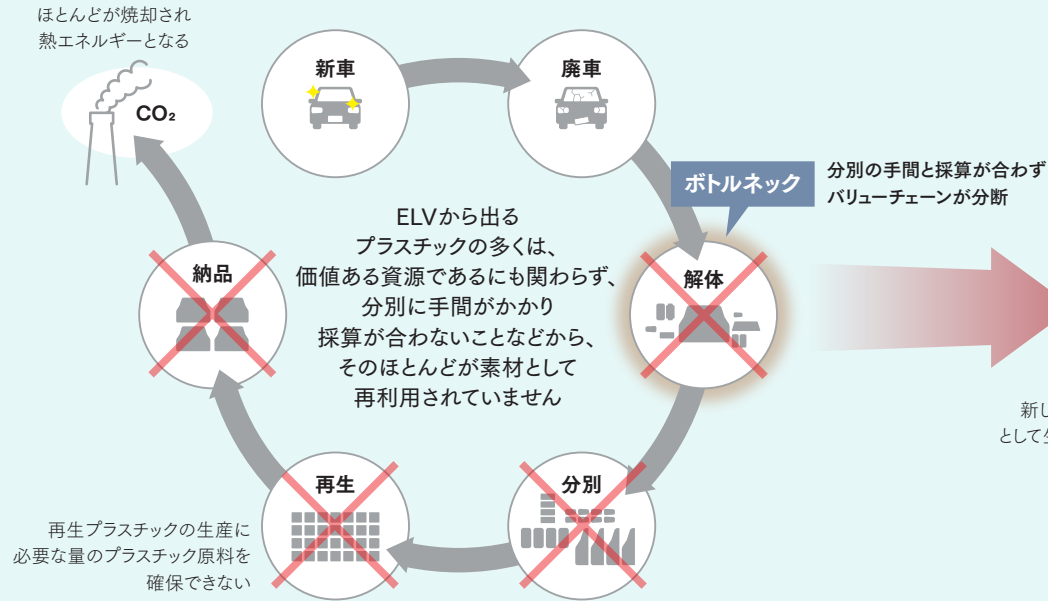 ほとんどが焼却され
熱エネルギーとなる
CO₂
新車
廃車
ボトルネック
分別の手間と採算が合わず
バリューチェーンが分断
ELVから出る
プラスチックの多くは、
価値ある資源であるにも関わらず、
分別に手間がかかり
採算が合わないことなどから、
そのほとんどが素材として
再利用されていません
納品
解体
再生
分別
再生プラスチックの生産に
必要な量のプラスチック原料を
確保できない
新し
として